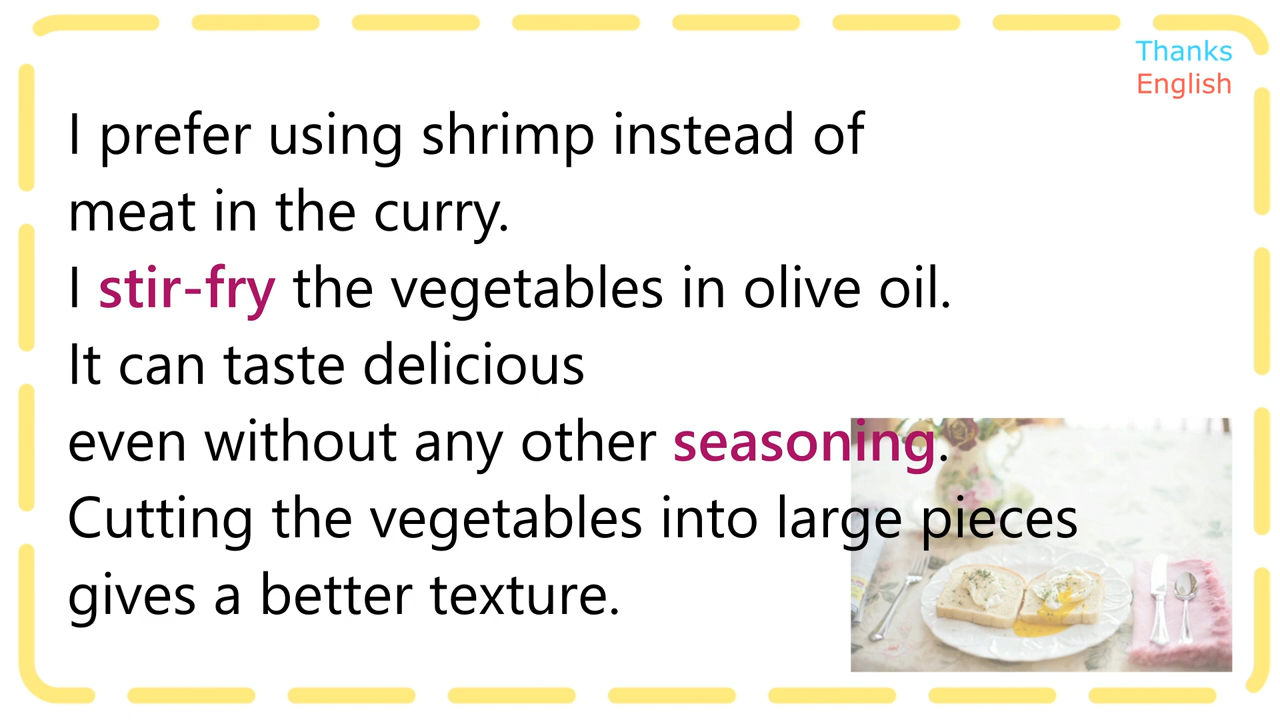 Thanks
English
I prefer using shrimp instead of
meat in the curry.
I stir-fry the vegetables in olive oil.
It can taste delicious
even without any other seasoning.
Cutting the vegetables into large pieces
gives a better texture.